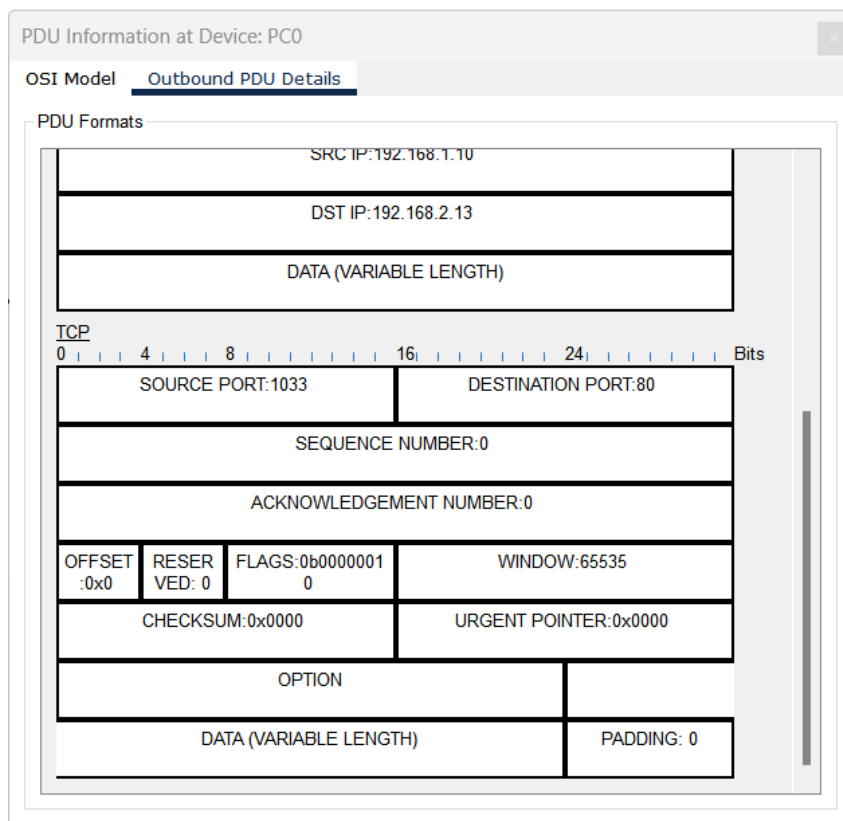 PDU Information at Device: PC0
OSI Model Outbound PDU Details
PDU Formats
SRC IP:192.168.1.10
DST IP:192.168.2.13
DATA (VARIABLE LENGTH)
TCP
0 4 8 16 24 Bits
SOURCE PORT:1033 DESTINATION PORT:80
SEQUENCE NUMBER:0
ACKNOWLEDGEMENT NUMBER:0
OFFSET RESER FLAGS:0b0000001 WINDOW:65535
:0x0 VED: 0 0
CHECKSUM:0x0000 URGENT POINTER:0x0000
OPTION
DATA (VARIABLE LENGTH) PADDING: 0